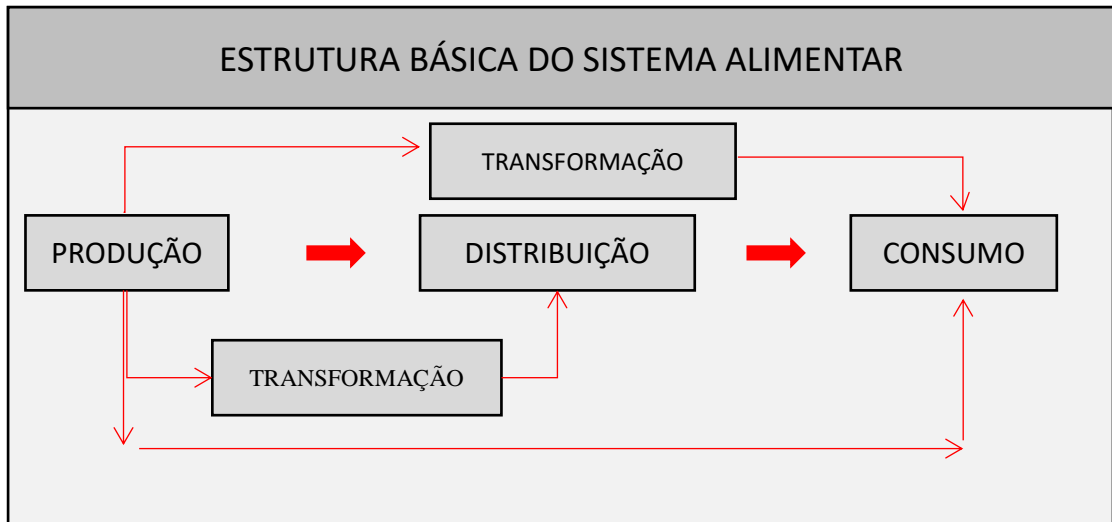 ESTRUTURA BÁSICA DO SISTEMA ALIMENTAR
TRANSFORMAÇÃO
PRODUÇÃO
DISTRIBUIÇÃO
CONSUMO
TRANSFORMAÇÃO